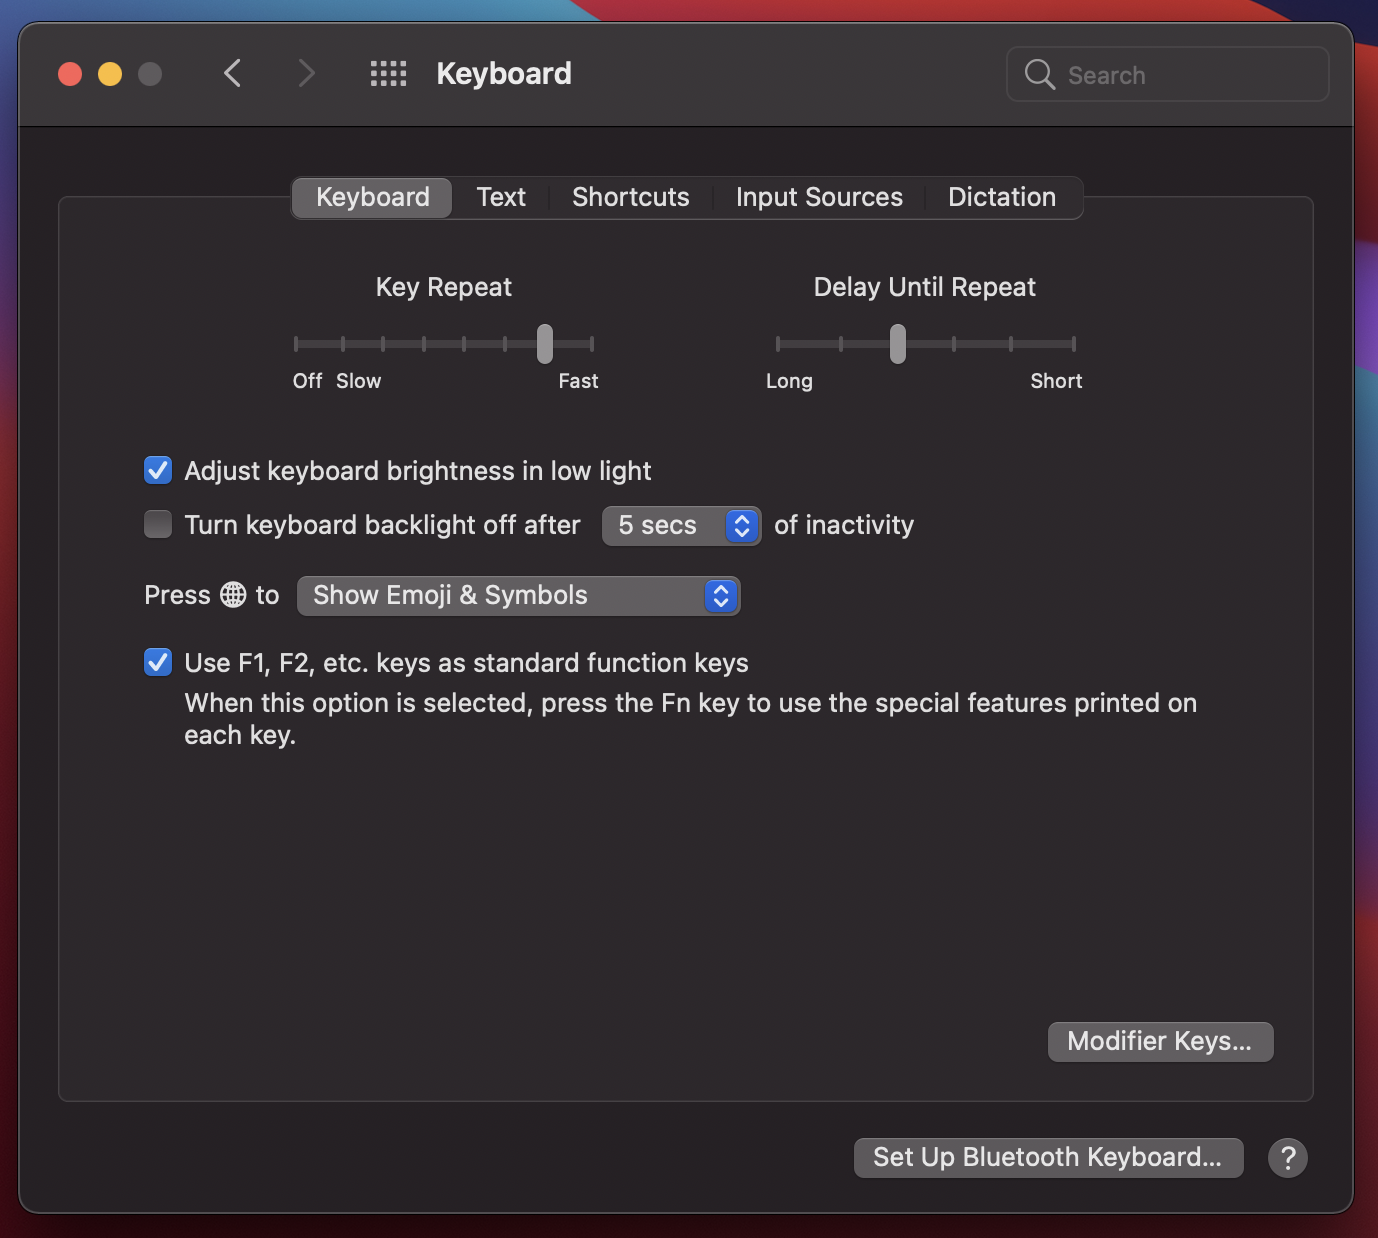 Keyboard
Search
Keyboard Text Shortcuts Input Sources Dictation
Key Repeat
Delay Until Repeat
Off Slow Fast
Long Short
Adjust keyboard brightness in low light
Turn keyboard backlight off after 5 secs of inactivity
Press to Show Emoji & Symbols
Use F1, F2, etc. keys as standard function keys
When this option is selected, press the Fn key to use the special features printed on
each key.
Modifier Keys...
Set Up Bluetooth Keyboard... ?